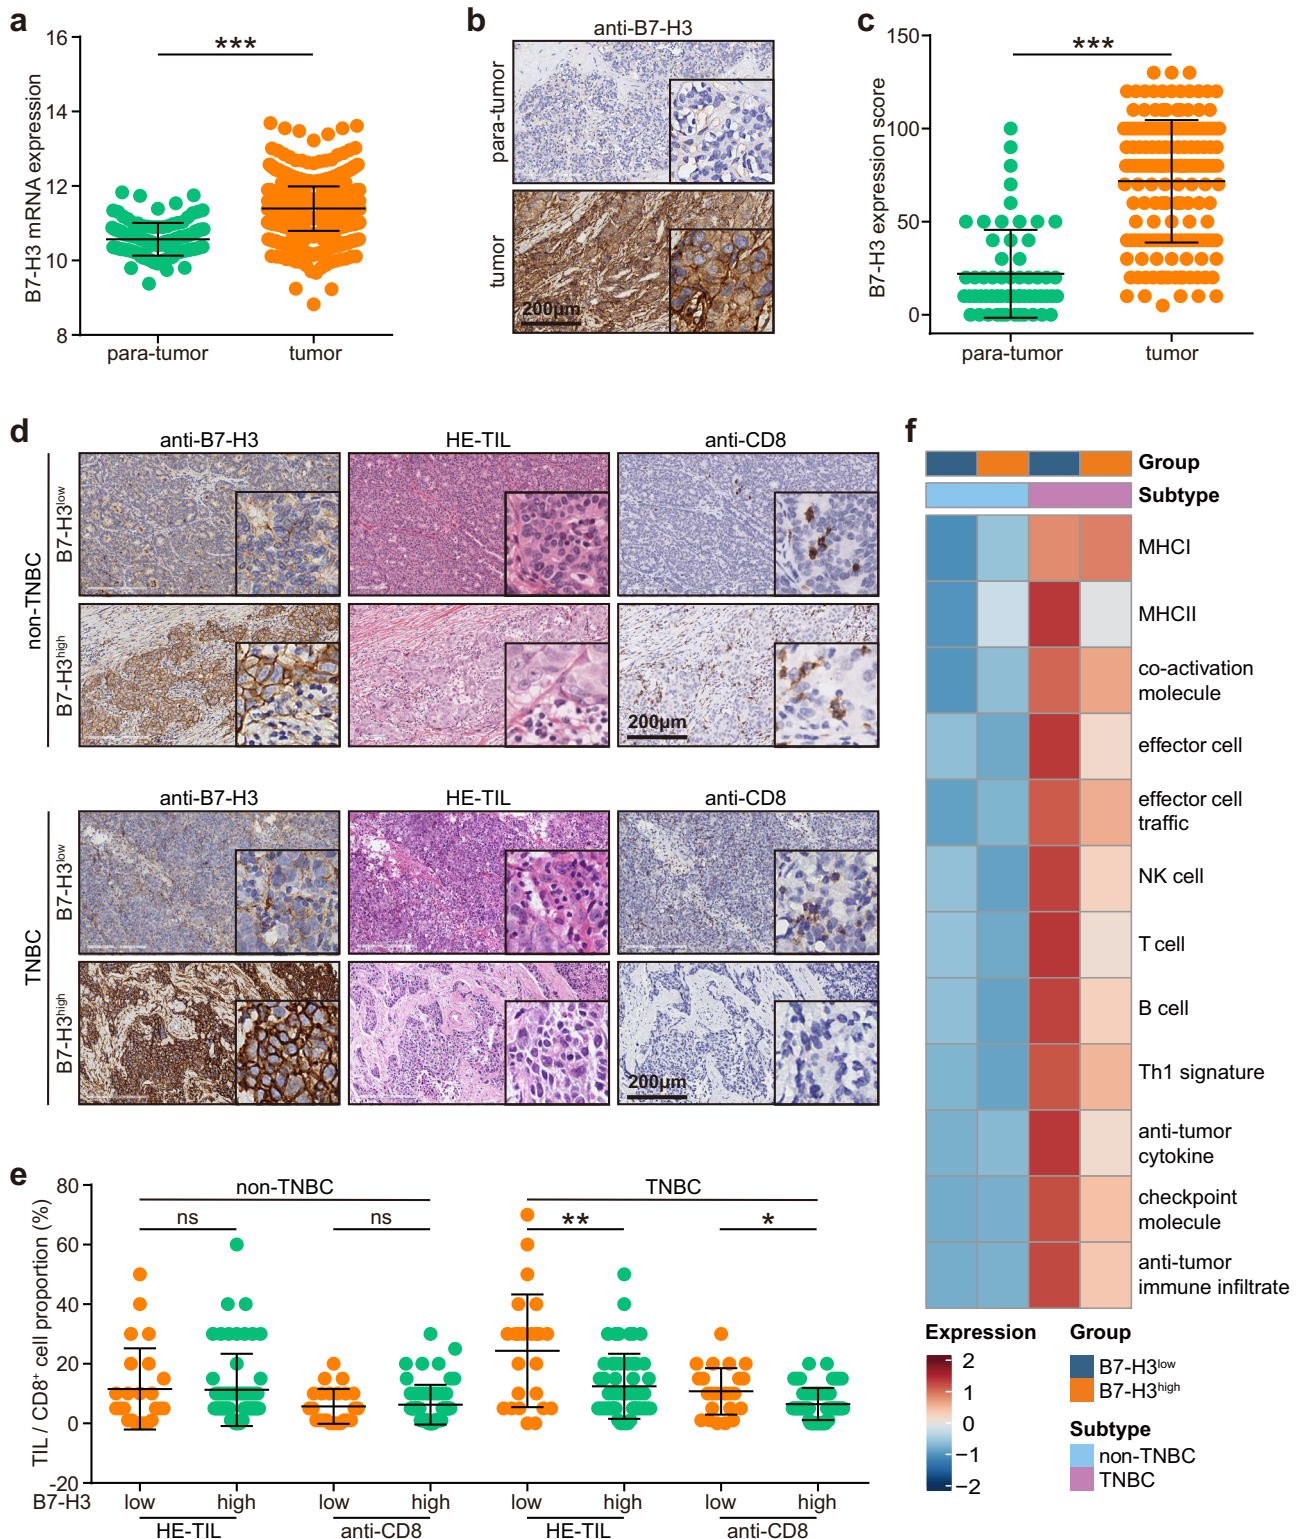 a
16
14
12
10
8
B7-H3 mRNA expression
***
para-tumor
tumor
b
anti-B7-H3
para-tumor
tumor
200μm
c
150
100
50
0
B7-H3 expression score
***
para-tumor
tumor
d
anti-B7-H3
HE-TIL
anti-CD8
non-TNBC
B7-H3low
B7-H3high
200μm
anti-B7-H3
HE-TIL
anti-CD8
TNBC
B7-H3low
B7-H3high
200μm
e
80
60
40
20
0
-20
TIL / CD8+ cell proportion (%)
non-TNBC
TNBC
ns
ns
**
*
B7-H3
low
high
low
high
low
high
low
high
HE-TIL
anti-CD8
HE-TIL
anti-CD8
f
Group
Subtype
MHCI
MHCII
co-activation
molecule
effector cell
effector cell
traffic
NK cell
T cell
B cell
Th1 signature
anti-tumor
cytokine
checkpoint
molecule
anti-tumor
immune infiltrate
Expression
2
1
0
−1
−2
Group
B7-H3low
B7-H3high
Subtype
non-TNBC
TNBC